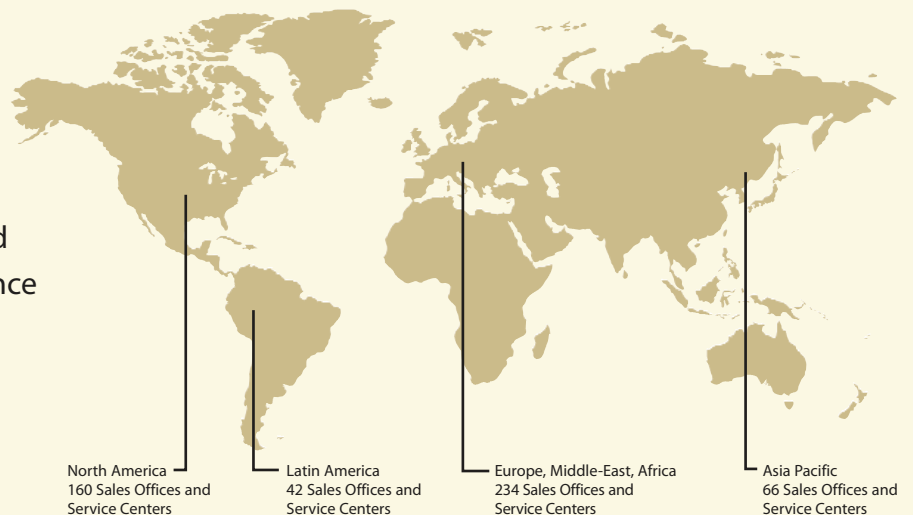 North America
160 Sales Offices and
Service Centers
Latin America
42 Sales Offices and
Service Centers
Europe, Middle-East, Africa
234 Sales Offices and
Service Centers
Asia Pacific
66 Sales Offices and
Service Centers